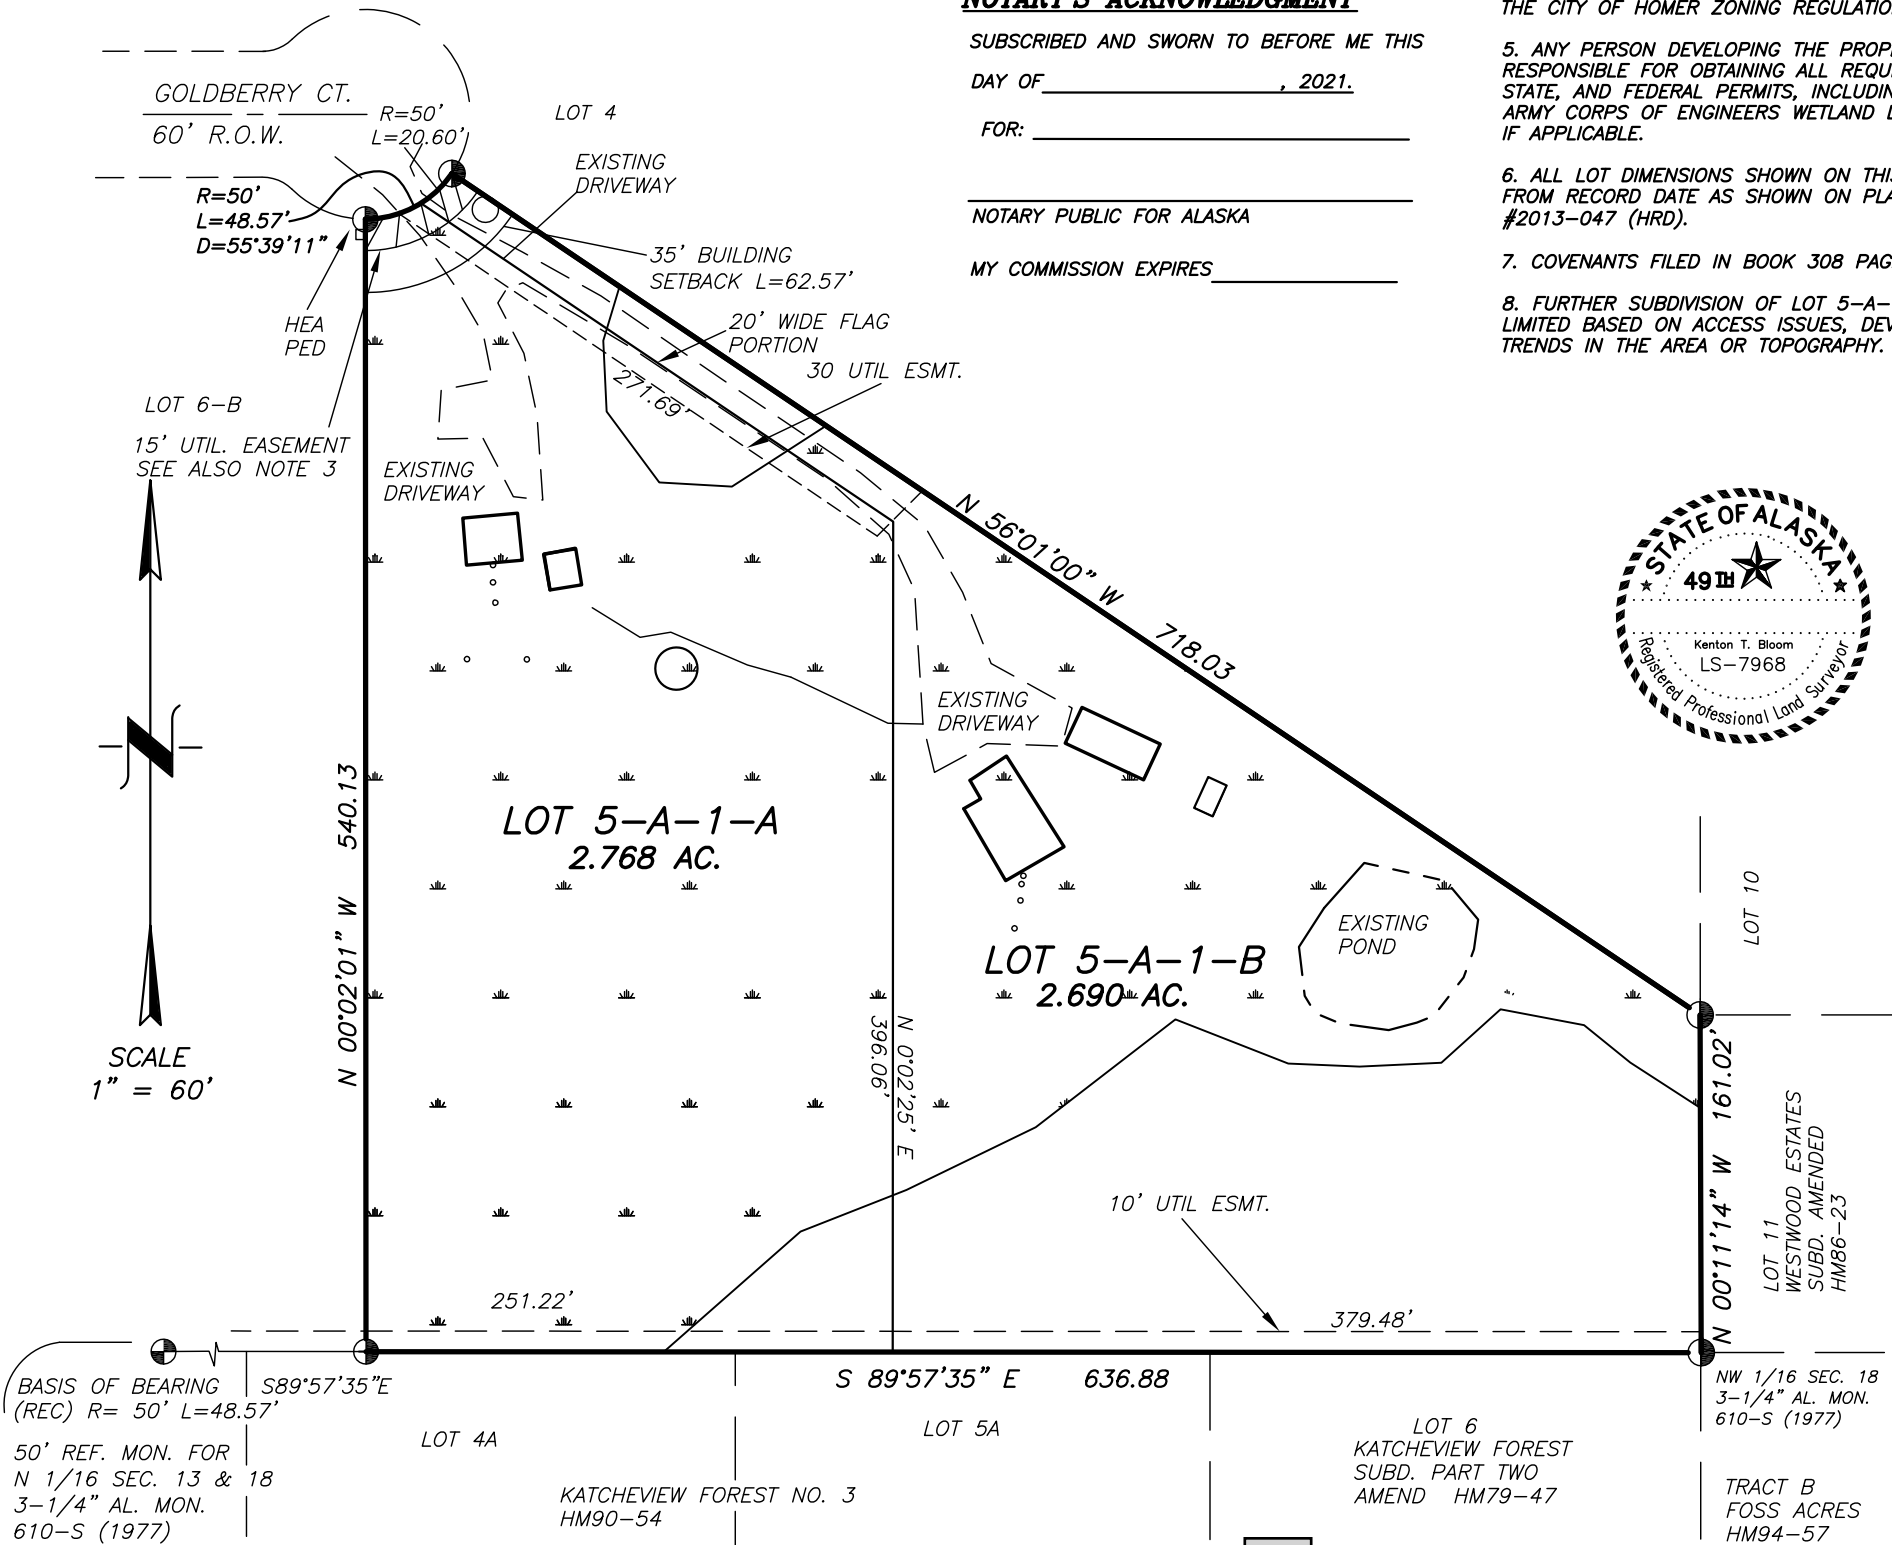 NOTARY'S ACKNOWLEDGMENT
SUBSCRIBED AND SWORN TO BEFORE ME THIS
DAY OF , 2021.
FOR:
NOTARY PUBLIC FOR ALASKA
MY COMMISSION EXPIRES
THE CITY OF HOMER ZONING
5. ANY PERSON DEVELOPING THE
RESPONSIBLE FOR OBTAINING ALL
STATE, AND FEDERAL PERMITS,
ARMY CORPS OF ENGINEERS WETLAND
IF APPLICABLE.
6. ALL LOT DIMENSIONS SHOWN ON
FROM RECORD DATE AS SHOWN ON
#2013-047 (HRD).
7. COVENANTS FILED IN BOOK 308
8. FURTHER SUBDIVISION OF LOT 5-A-
LIMITED BASED ON ACCESS ISSUES,
TRENDS IN THE AREA OR TOPOGRAPHY.
GOLDBERRY CT.
60' R.O.W.
R=50'
L=20.60'
LOT 4
EXISTING
DRIVEWAY
R=50'
L=48.57'
D=55°39'11"
35' BUILDING
SETBACK L=62.57'
HEA
PED
20' WIDE FLAG
PORTION
30 UTIL ESMT.
271.69'
LOT 6-B
15' UTIL. EASEMENT
SEE ALSO NOTE 3
EXISTING
DRIVEWAY
N 56°01'00" W 718.03
STATE OF ALASKA
49 TH
Kenton T. Bloom
LS-7968
Registered Professional Land Surveyor
N
SCALE
1" = 60'
EXISTING
DRIVEWAY
N 00°02'01" W 540.13
LOT 5-A-1-A
2.768 AC.
EXISTING
POND
LOT 5-A-1-B
2.690 AC.
N 0°02'25' E
396.06'
LOT 10
N 00°11'14" W 161.02'
LOT 11
WESTWOOD ESTATES
SUBD. AMENDED
HM86-23
10' UTIL ESMT.
251.22'
379.48'
S 89°57'35" E 636.88
BASIS OF BEARING S89°57'35"E
(REC) R= 50' L=48.57'
50' REF. MON. FOR
N 1/16 SEC. 13 & 18
3-1/4" AL. MON.
610-S (1977)
LOT 4A
KATCHEVIEW FOREST NO. 3
HM90-54
LOT 5A
LOT 6
KATCHEVIEW FOREST
SUBD. PART TWO
AMEND HM79-47
NW 1/16 SEC. 18
3-1/4" AL. MON.
610-S (1977)
TRACT B
FOSS ACRES
HM94-57